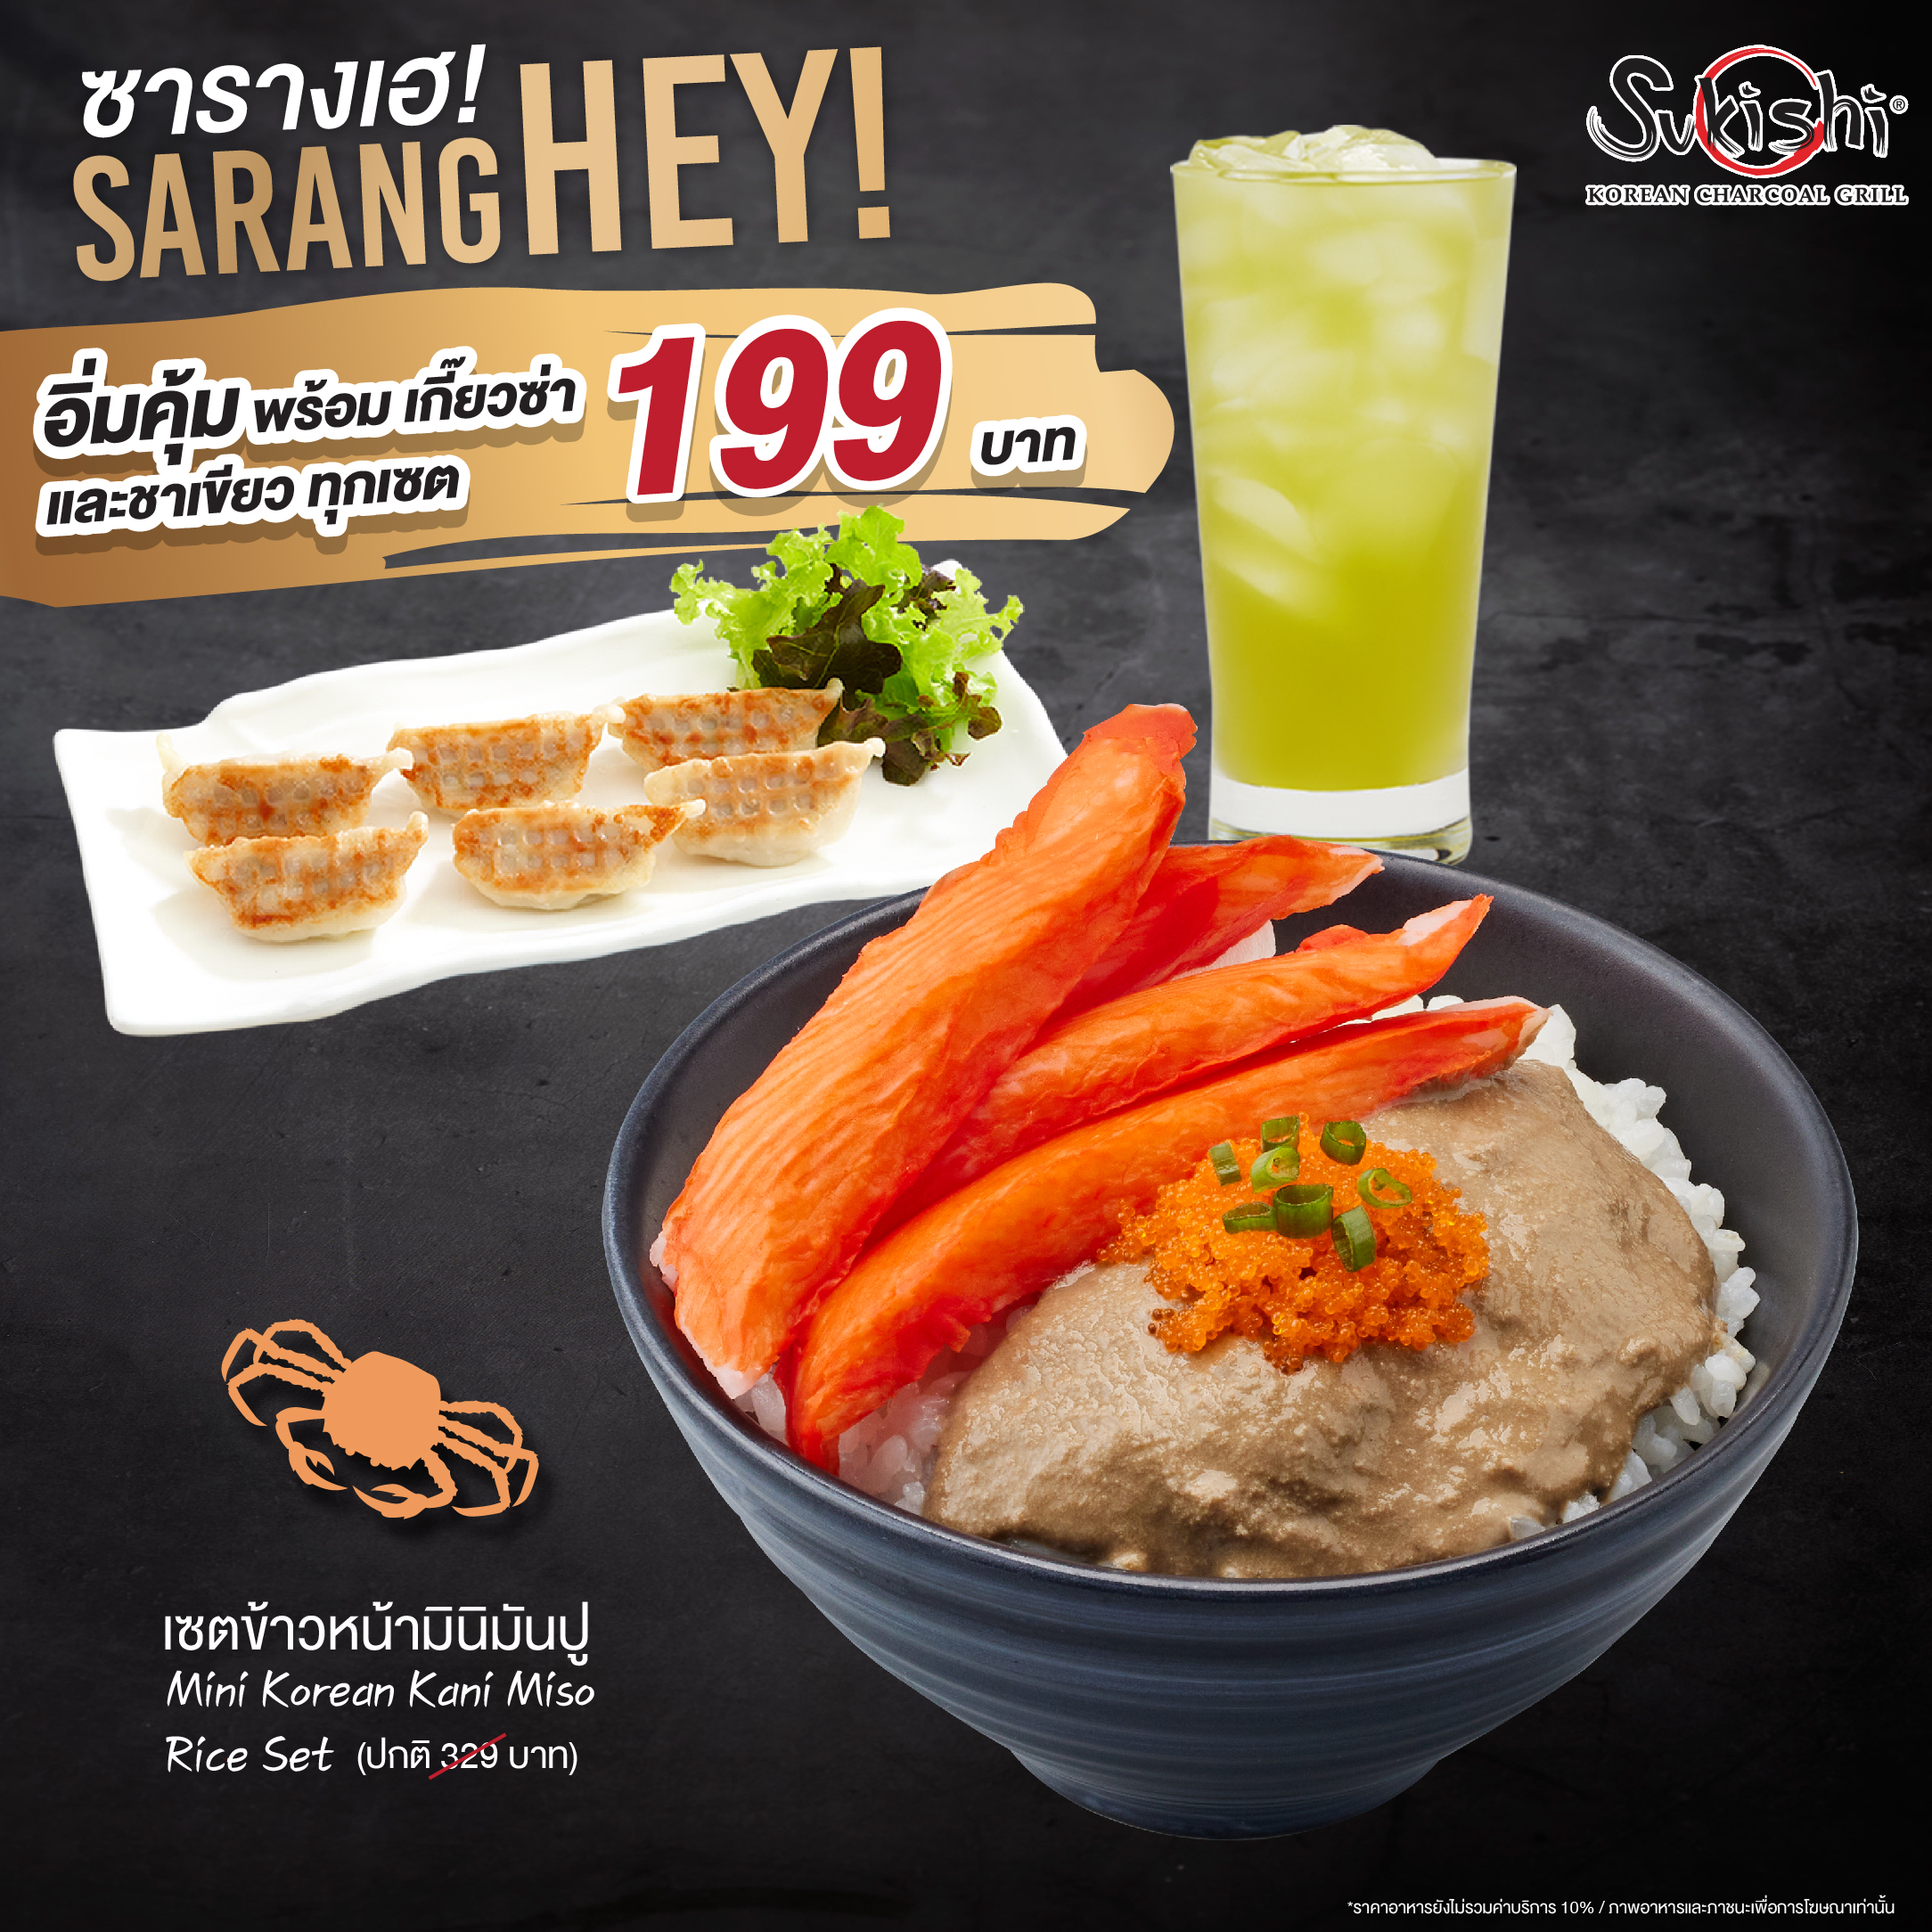 ซารางเฮ!
SARANGHEY!
Sukishi®
KOREAN CHARCOAL GRILL
อิ่มคุ้ม พร้อม เกี๊ยวซ่า
และชาเขียว ทุกเซต
199 บาท
เซตข้าวหน้ามินิมันปู
Mini Korean Kani Miso
Rice Set (ปกติ 329 บาท)
*ราคาอาหารยังไม่รวมค่าบริการ 10% / ภาพอาหารและภาชนะเพื่อการโฆษณาเท่านั้น